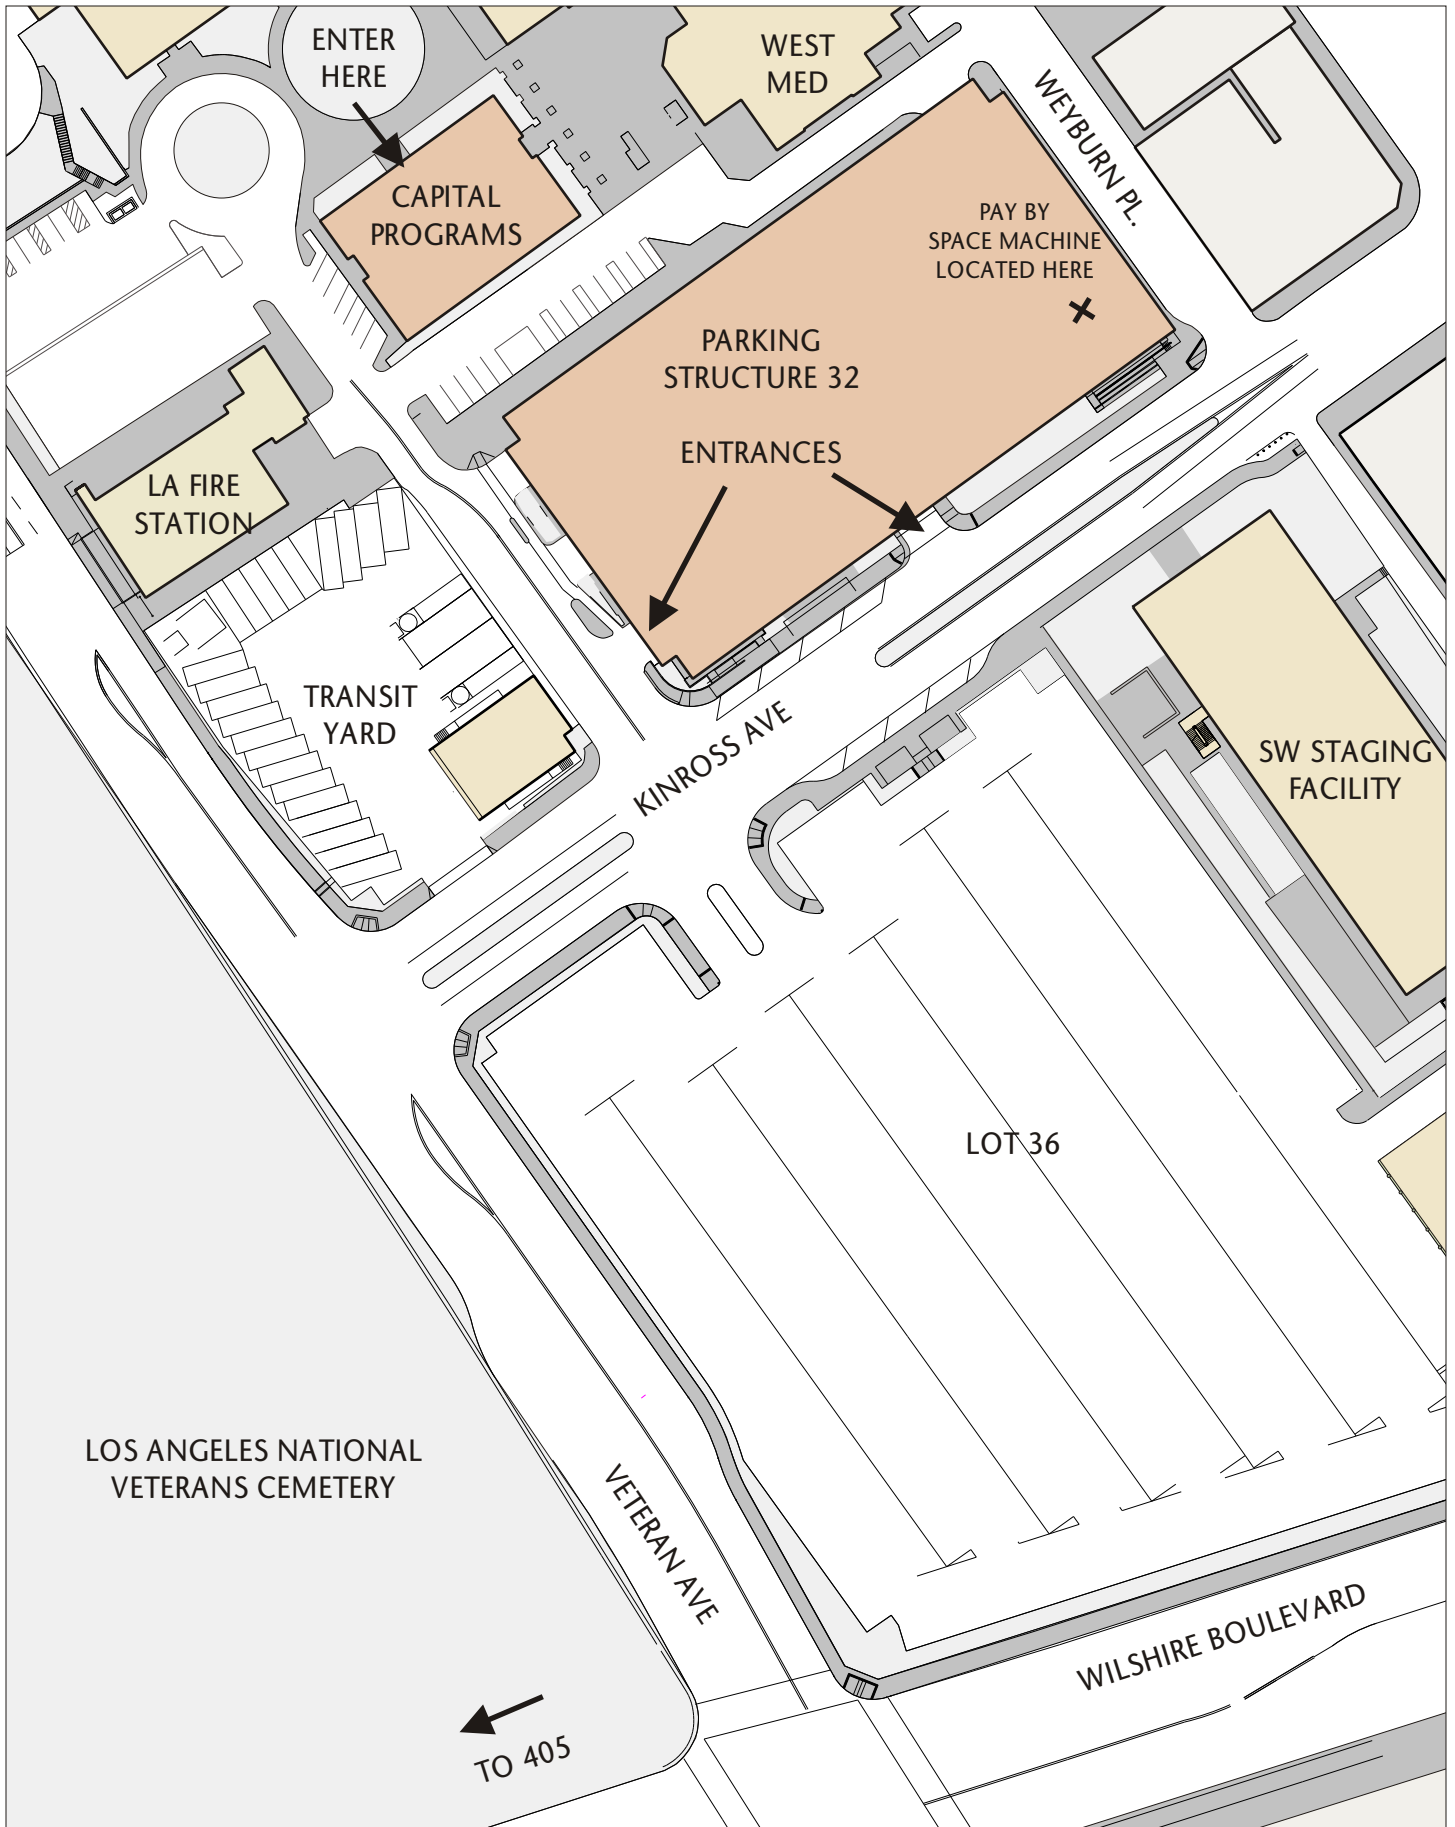 ENTER
HERE
WEST
MED
WEYBURN PL.
CAPITAL
PROGRAMS
PAY BY
SPACE MACHINE
LOCATED HERE
PARKING
STRUCTURE 32
ENTRANCES
LA FIRE
STATION
TRANSIT
YARD
KINROSS AVE
SW STAGING
FACILITY
LOT 36
LOS ANGELES NATIONAL
VETERANS CEMETERY
VETERAN AVE
WILSHIRE BOULEVARD
TO 405